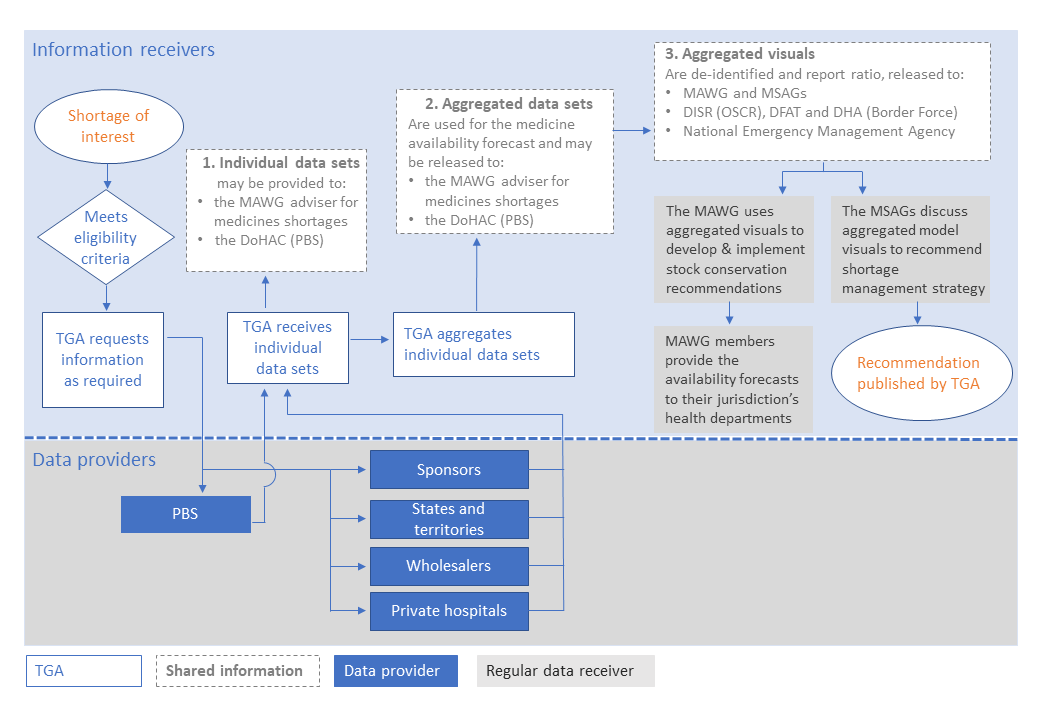 Information receivers
Shortage of
interest
Meets
eligibility
criteria
TGA requests
information
as required
1. Individual data sets
may be provided to:
• the MAWG adviser for
medicines shortages
• the DoHAC (PBS)
TGA receives
individual
data sets
2. Aggregated data sets
Are used for the medicine
availability forecast and may
be released to:
• the MAWG adviser for
medicines shortages
• the DoHAC (PBS)
TGA aggregates
individual data sets
3. Aggregated visuals
Are de-identified and report ratio, released to:
• MAWG and MSAGs
• DISR (OSCR), DFAT and DHA (Border Force)
• National Emergency Management Agency
The MAWG uses
aggregated visuals to
develop & implement
stock conservation
recommendations
MAWG members
provide the
availability forecasts
to their jurisdiction’s
health departments
The MSAGs discuss
aggregated model
visuals to recommend
shortage
management strategy
Recommendation
published by TGA
Data providers
PBS
Sponsors
States and
territories
Wholesalers
Private hospitals
TGA
Shared information
Data provider
Regular data receiver